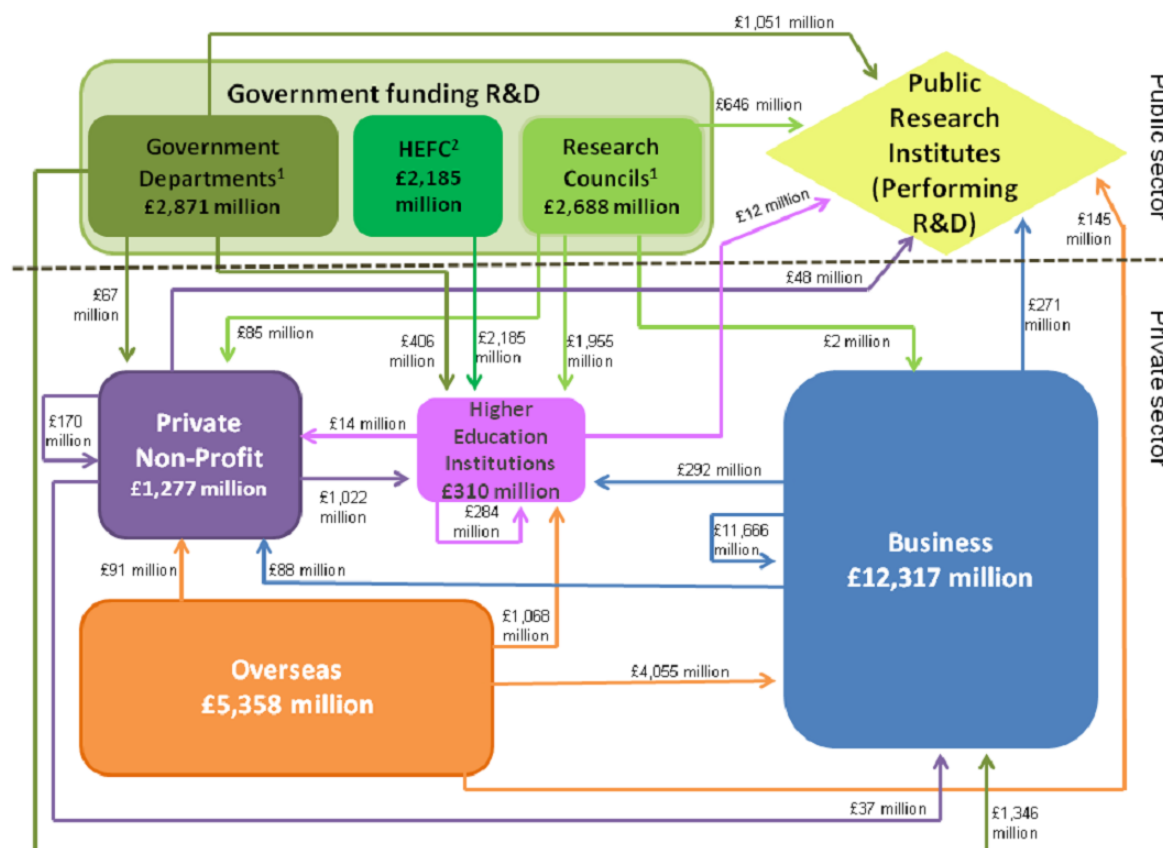 £1,051 million
Government funding R&D
Government
Departments¹
£2,871 million
HEFC²
£2,185
million
Research
Councils¹
£2,688 million
£646 million
Public
Research
Institutes
(Performing
R&D)
Public sector
£12 million
£145
million
£67
million
£48 million
£271
million
Private sector
£85 million
£406
million
£2,185
million
£1,955
million
£2 million
£170
million
Private
Non-Profit
£1,277 million
£14 million
Higher
Education
Institutions
£310 million
£1,022
million
£284
million
£292 million
£11,666
million
Business
£12,317 million
£91 million
£88 million
£1,068
million
Overseas
£5,358 million
£4,055 million
£37 million
£1,346
million